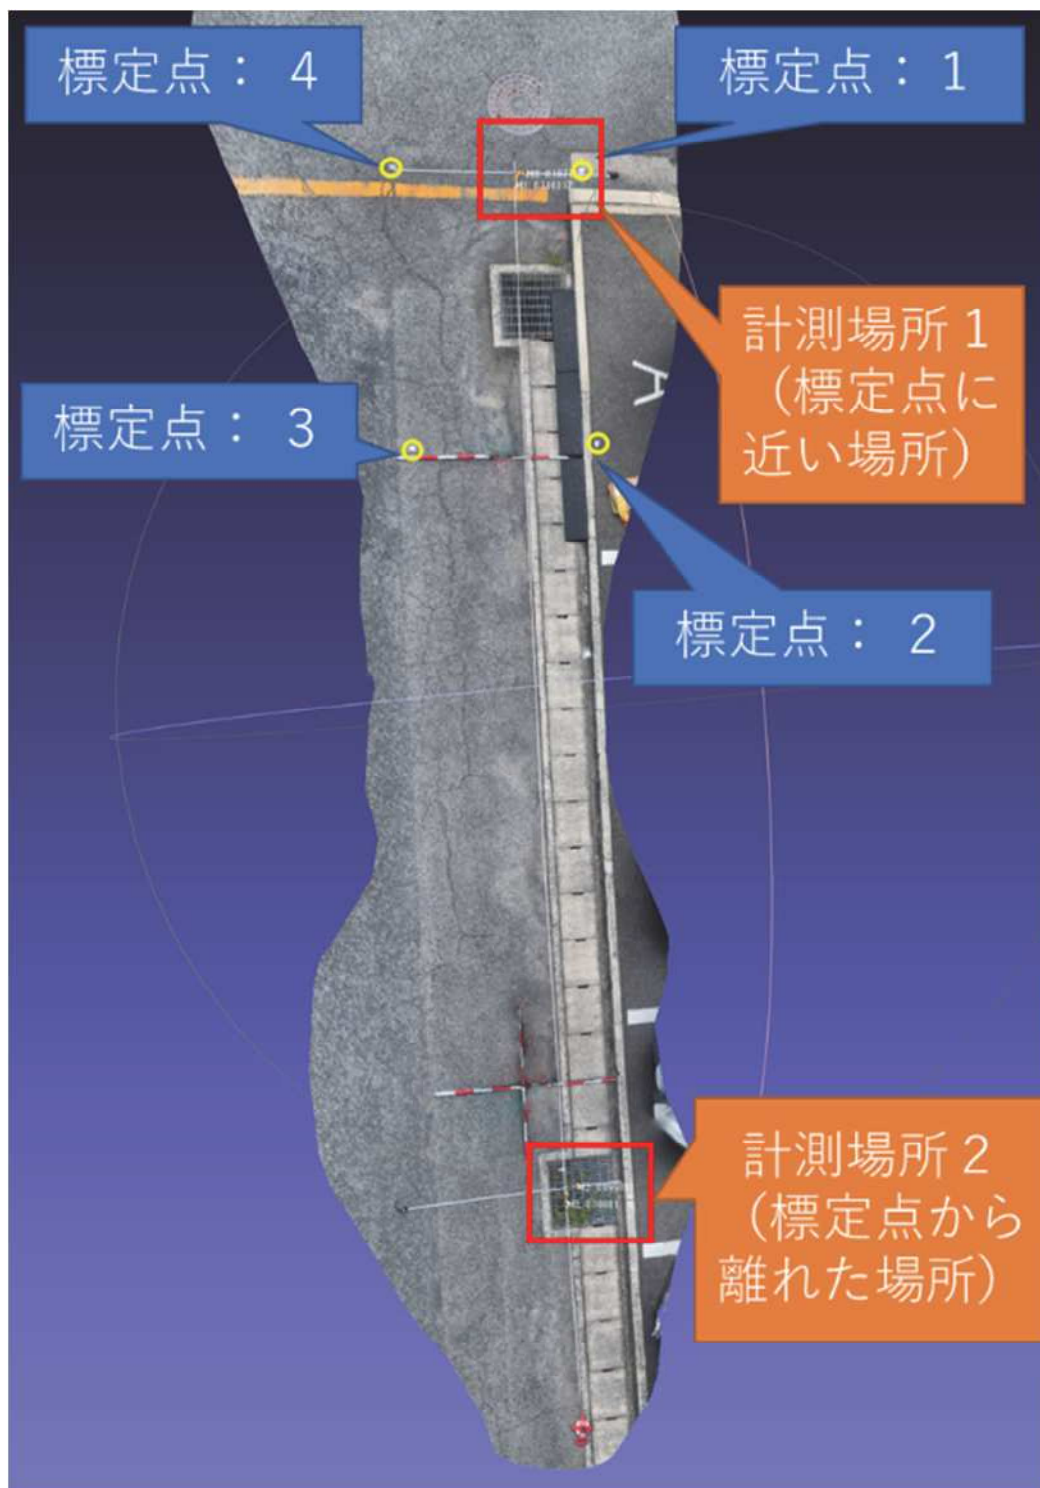 標定点： 4
標定点： 1
計測場所1
（標定点に
近い場所）
標定点： 3
A
標定点： 2
計測場所2
（標定点から
離れた場所）